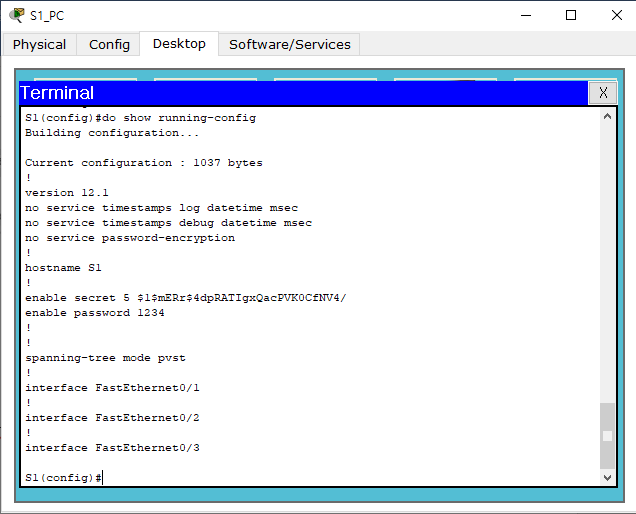 S1_PC
Physical Config Desktop Software/Services
Terminal X
S1(config)#do show running-config
Building configuration...
Current configuration : 1037 bytes
!
version 12.1
no service timestamps log datetime msec
no service timestamps debug datetime msec
no service password-encryption
!
hostname S1
!
enable secret 5 $1$mERr$4dpRATIgxQacPVK0CfNV4/
enable password 1234
!
!
spanning-tree mode pvst
!
interface FastEthernet0/1
!
interface FastEthernet0/2
!
interface FastEthernet0/3
S1(config)#